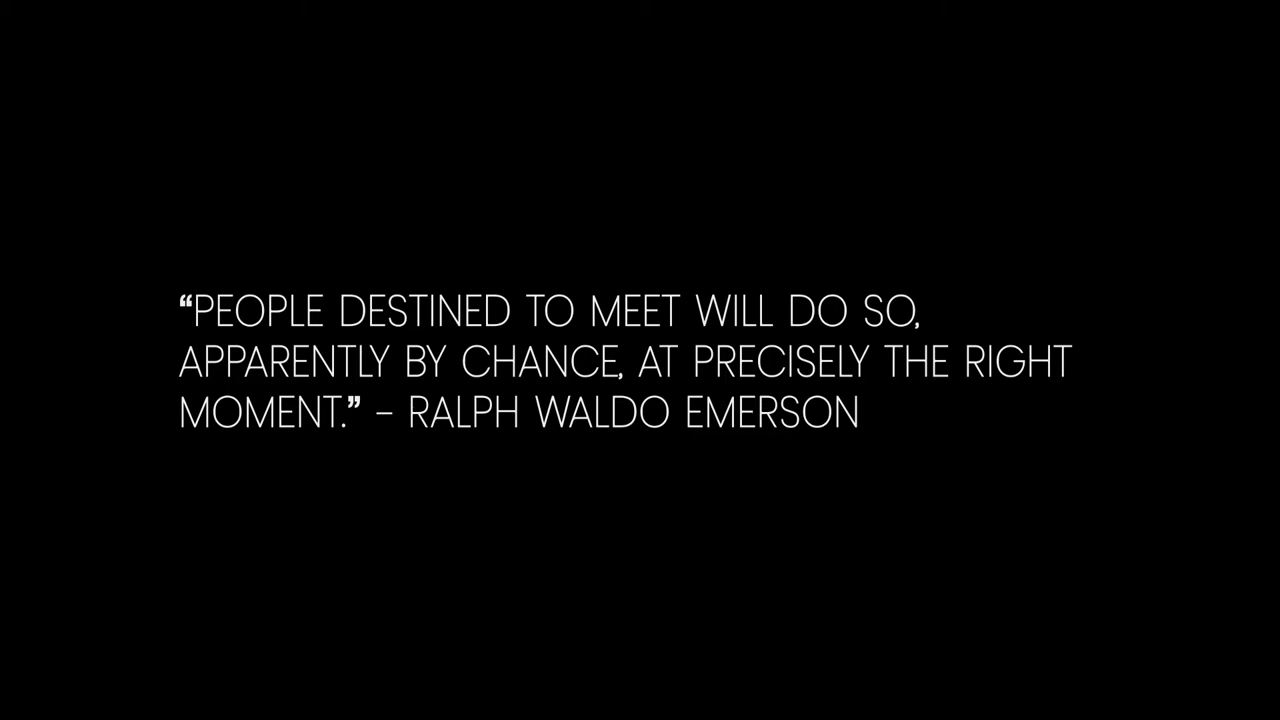 “PEOPLE DESTINED TO MEET WILL DO SO,
APPARENTLY BY CHANCE, AT PRECISELY THE RIGHT
MOMENT.” – RALPH WALDO EMERSON